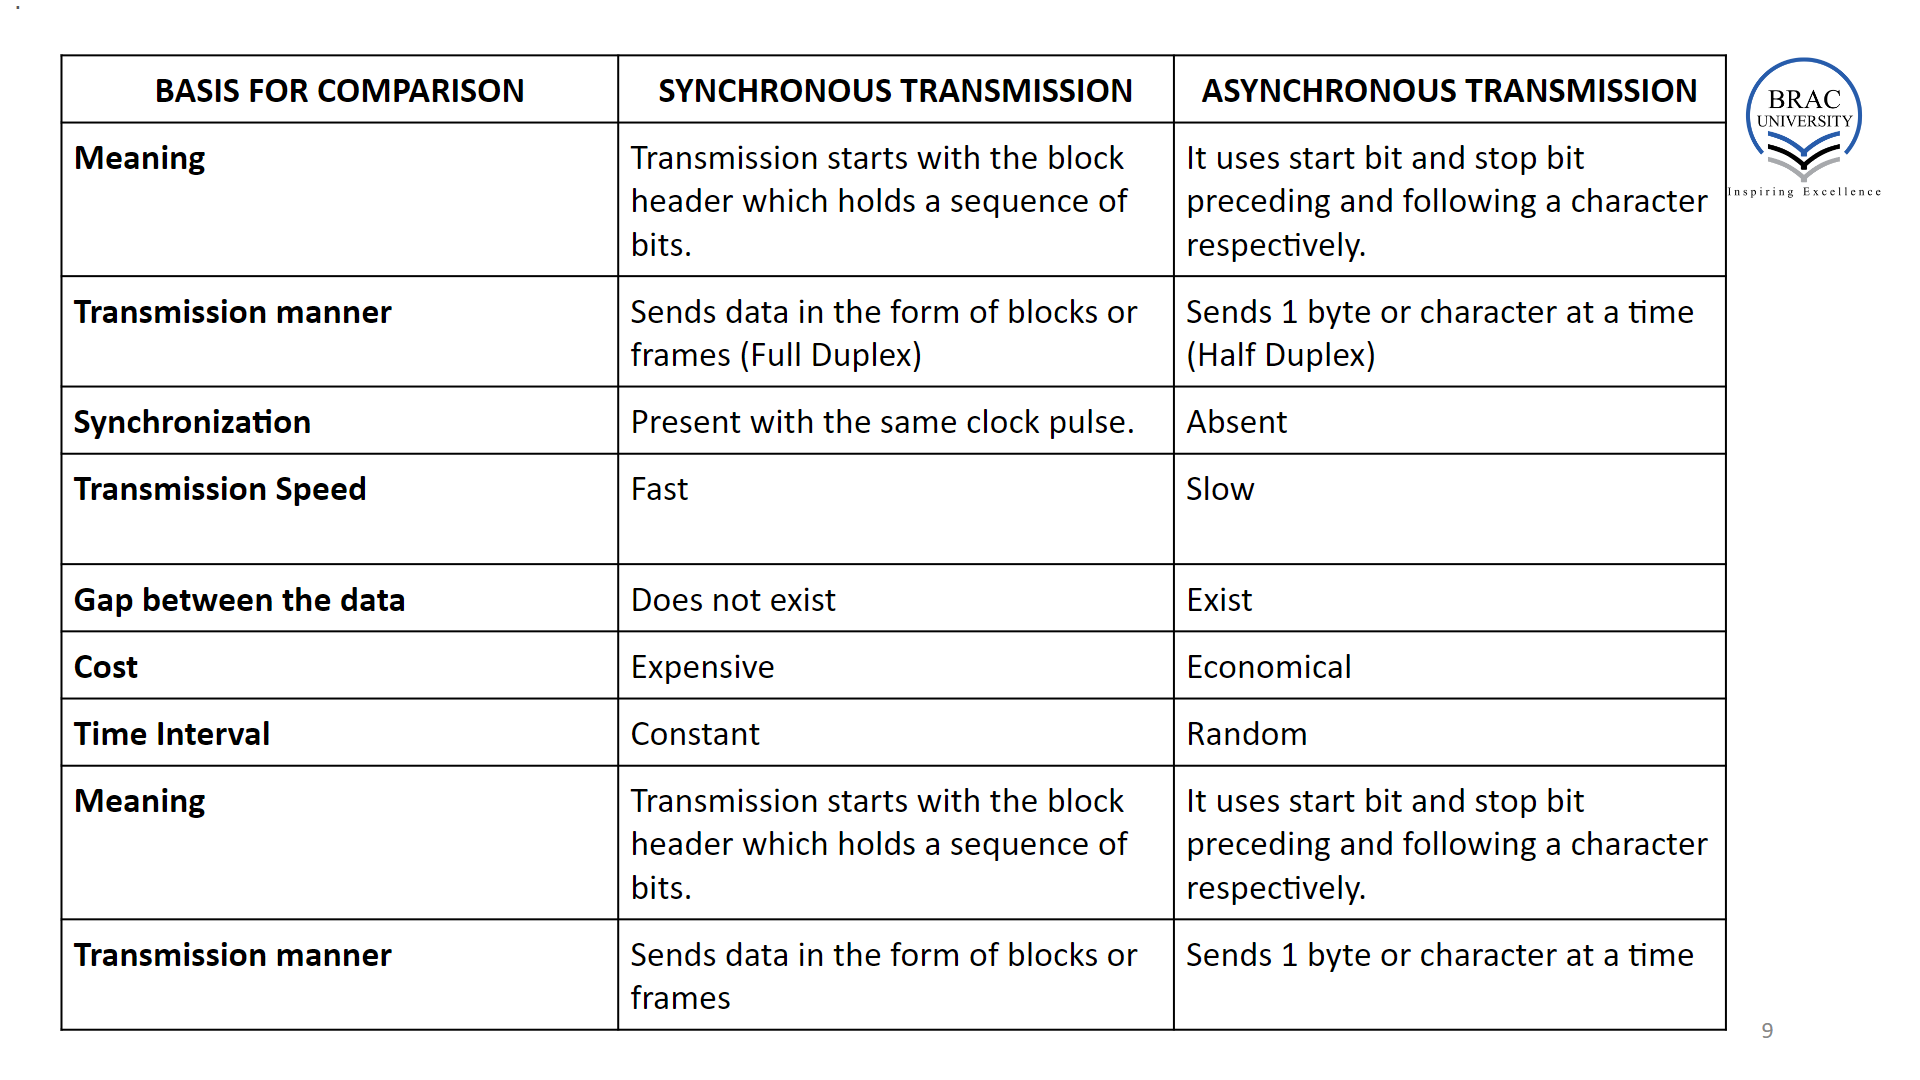 .
BASIS FOR COMPARISON
SYNCHRONOUS TRANSMISSION
ASYNCHRONOUS TRANSMISSION
BRAC
UNIVERSITY
Inspiring Excellence
Meaning
Transmission starts with the block
header which holds a sequence of
bits.
It uses start bit and stop bit
preceding and following a character
respectively.
Transmission manner
Sends data in the form of blocks or
frames (Full Duplex)
Sends 1 byte or character at a time
(Half Duplex)
Synchronization
Present with the same clock pulse.
Absent
Transmission Speed
Fast
Slow
Gap between the data
Does not exist
Exist
Cost
Expensive
Economical
Time Interval
Constant
Random
Meaning
Transmission starts with the block
header which holds a sequence of
bits.
It uses start bit and stop bit
preceding and following a character
respectively.
Transmission manner
Sends data in the form of blocks or
frames
Sends 1 byte or character at a time
9